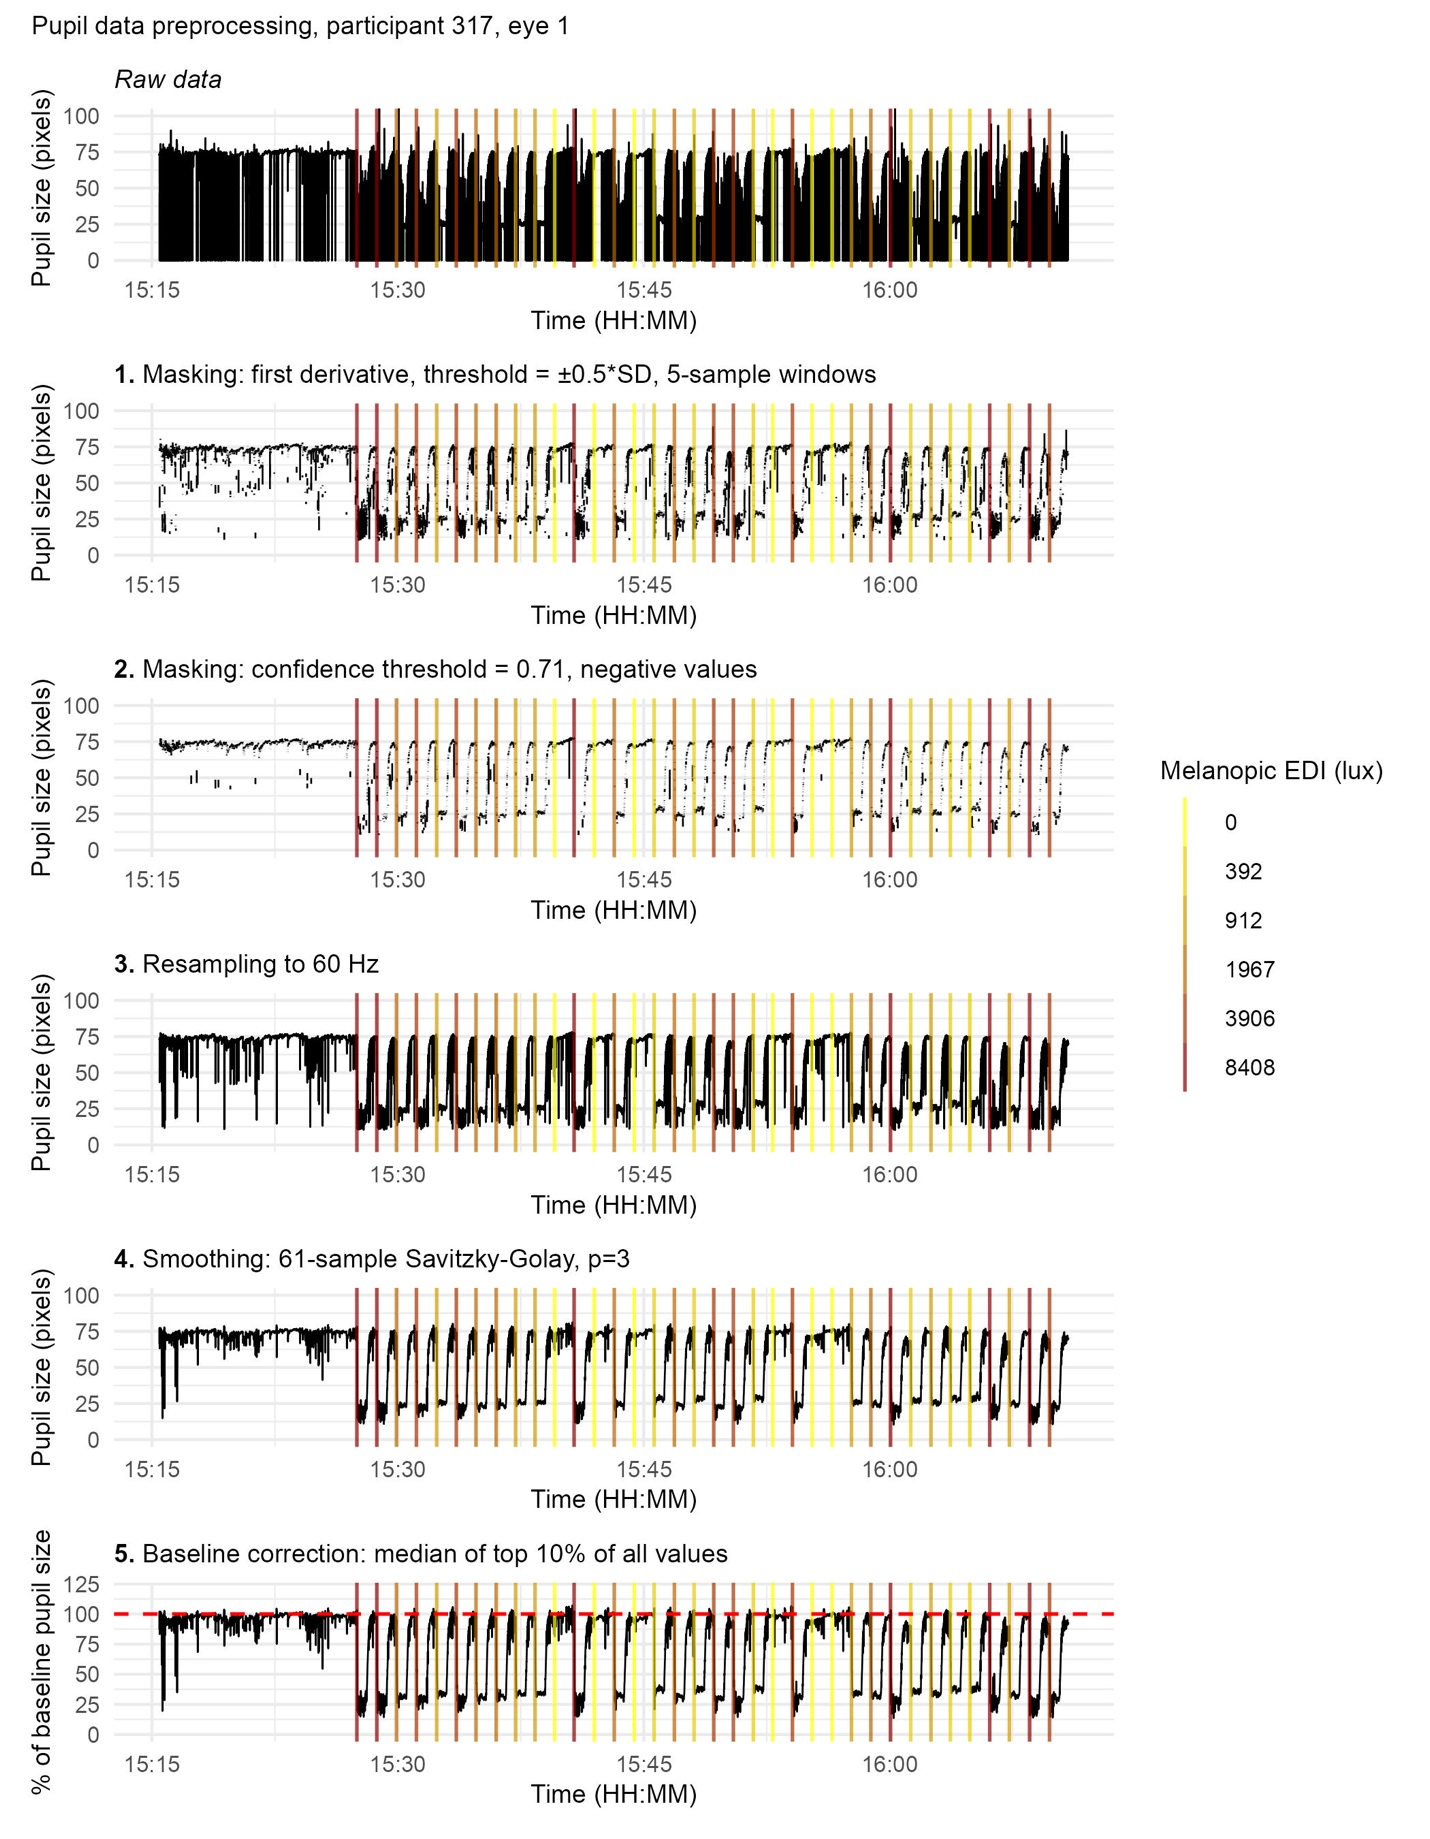 Pupil data preprocessing, participant 317, eye 1
Raw data
Pupil size (pixels)
100
75
50
25
0
15:15 15:30 15:45 16:00
Time (HH:MM)
1. Masking: first derivative, threshold = ±0.5*SD, 5-sample windows
Pupil size (pixels)
100
75
50
25
0
15:15 15:30 15:45 16:00
Time (HH:MM)
2. Masking: confidence threshold = 0.71, negative values
Pupil size (pixels)
100
75
50
25
0
15:15 15:30 15:45 16:00
Time (HH:MM)
3. Resampling to 60 Hz
Pupil size (pixels)
100
75
50
25
0
15:15 15:30 15:45 16:00
Time (HH:MM)
4. Smoothing: 61-sample Savitzky-Golay, p=3
Pupil size (pixels)
100
75
50
25
0
15:15 15:30 15:45 16:00
Time (HH:MM)
5. Baseline correction: median of top 10% of all values
% of baseline pupil size
125
100
75
50
25
0
15:15 15:30 15:45 16:00
Time (HH:MM)
Melanopic EDI (lux)
0
392
912
1967
3906
8408